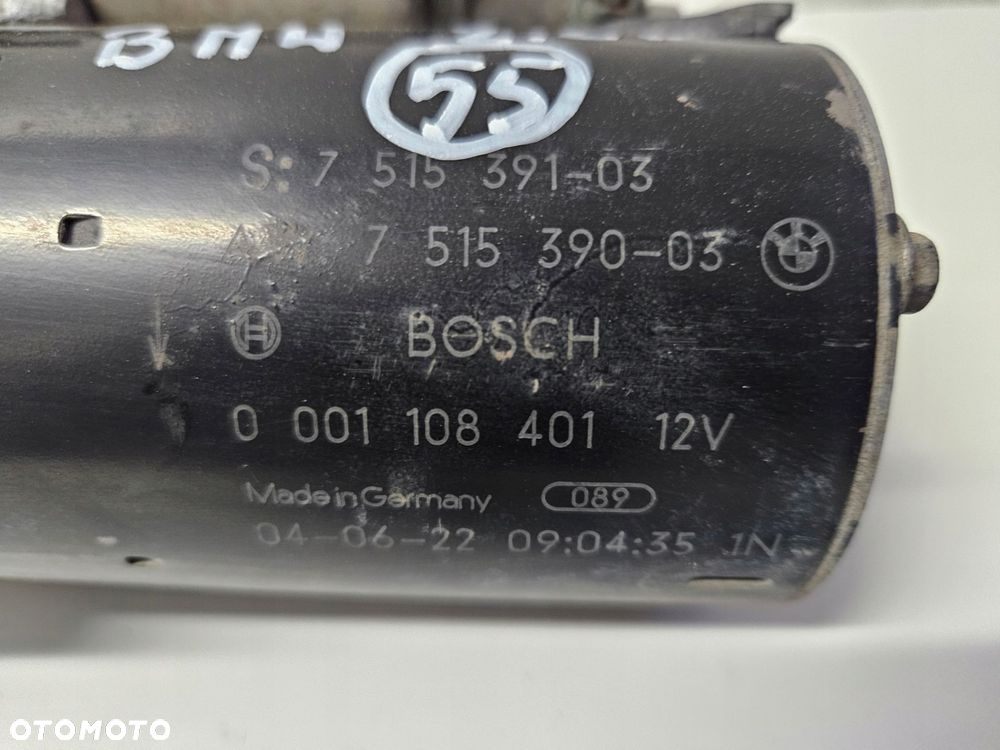 BMW
55
S: 7 515 391-03
7 515 390-03
BOSCH
0 001 108 401 12V
Made in Germany 089
04-06-22 09:04:35 1N
OTOMOTO